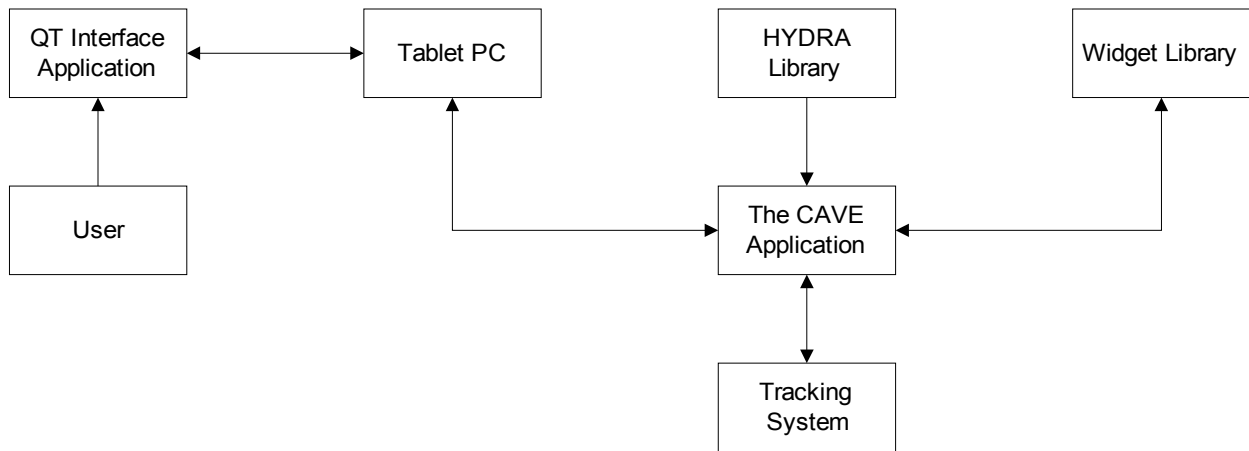 QT Interface
Application
Tablet PC
HYDRA
Library
Widget Library
User
The CAVE
Application
Tracking
System